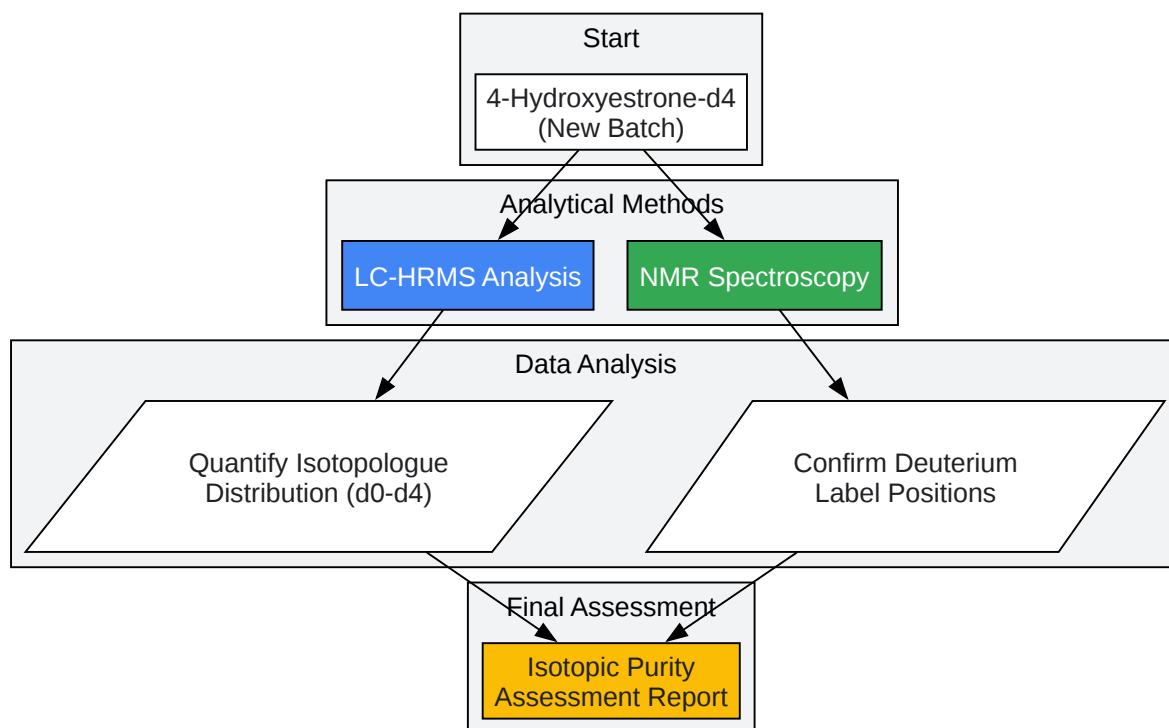 Start
4-Hydroxyestrone-d4
(New Batch)
Analytical Methods
LC-HRMS Analysis
NMR Spectroscopy
Data Analysis
Quantify Isotopologue
Distribution (d0-d4)
Confirm Deuterium
Label Positions
Final Assessment
Isotopic Purity
Assessment Report